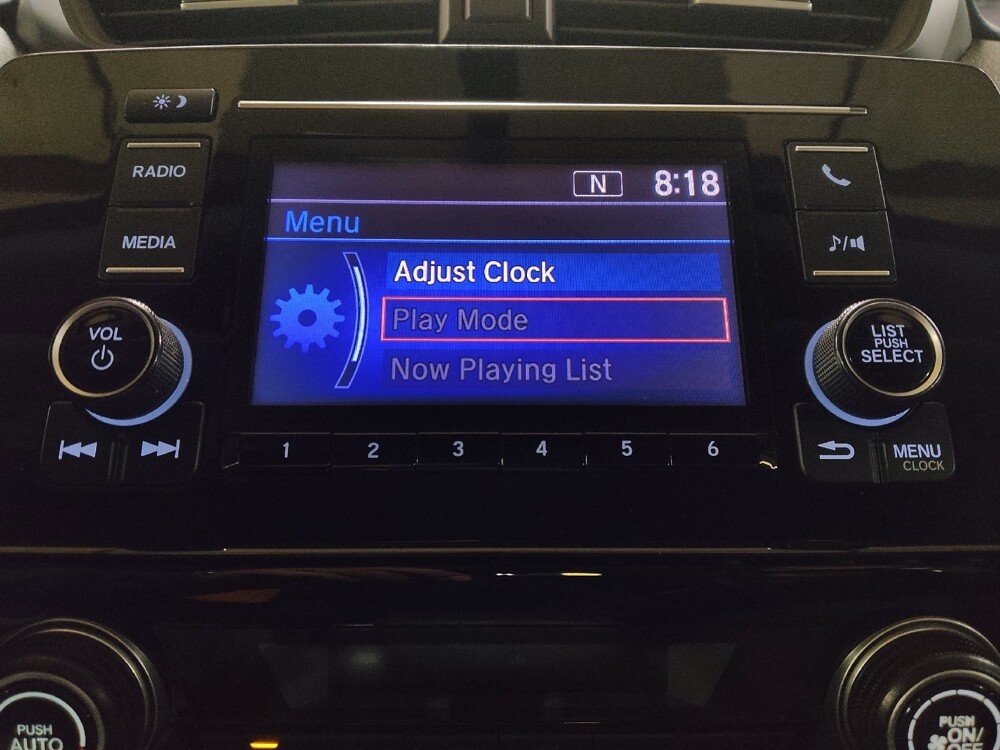 RADIO
MEDIA
VOL
N 8:18
Menu
Adjust Clock
Play Mode
Now Playing List
1 2 3 4 5 6
LIST
PUSH
SELECT
MENU
CLOCK
PUSH
AUTO
PUSH
ON/
OFF